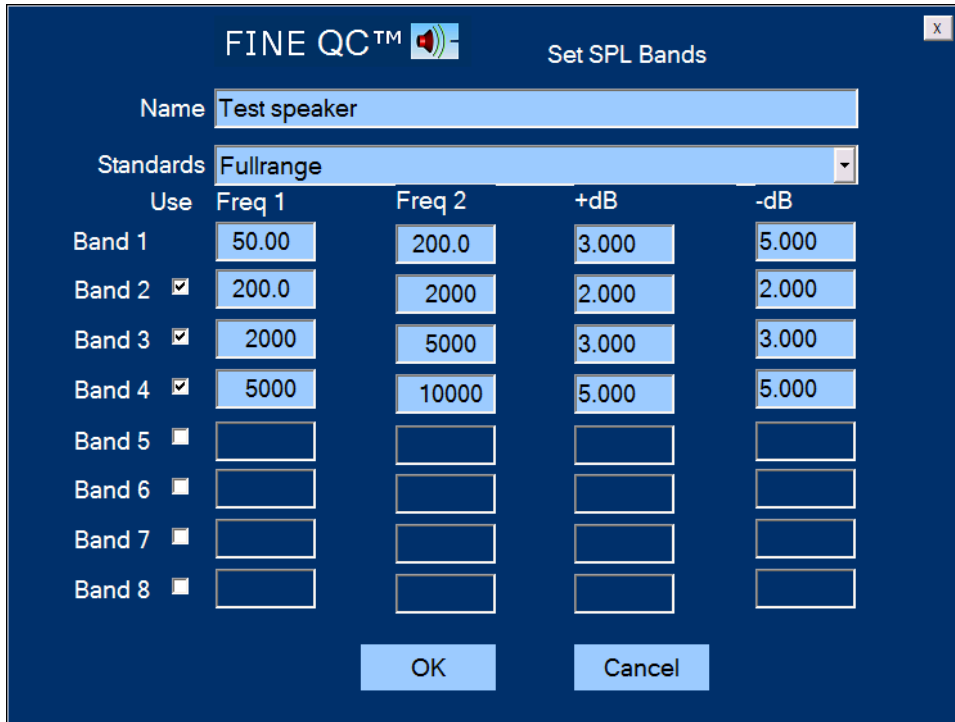 FINE QC™
Set SPL Bands
X
Name Test speaker
Standards Fullrange
Use Freq 1 Freq 2 +dB -dB
Band 1 50.00 200.0 3.000 5.000
Band 2 200.0 2000 2.000 2.000
Band 3 2000 5000 3.000 3.000
Band 4 5000 10000 5.000 5.000
Band 5
Band 6
Band 7
Band 8
OK Cancel